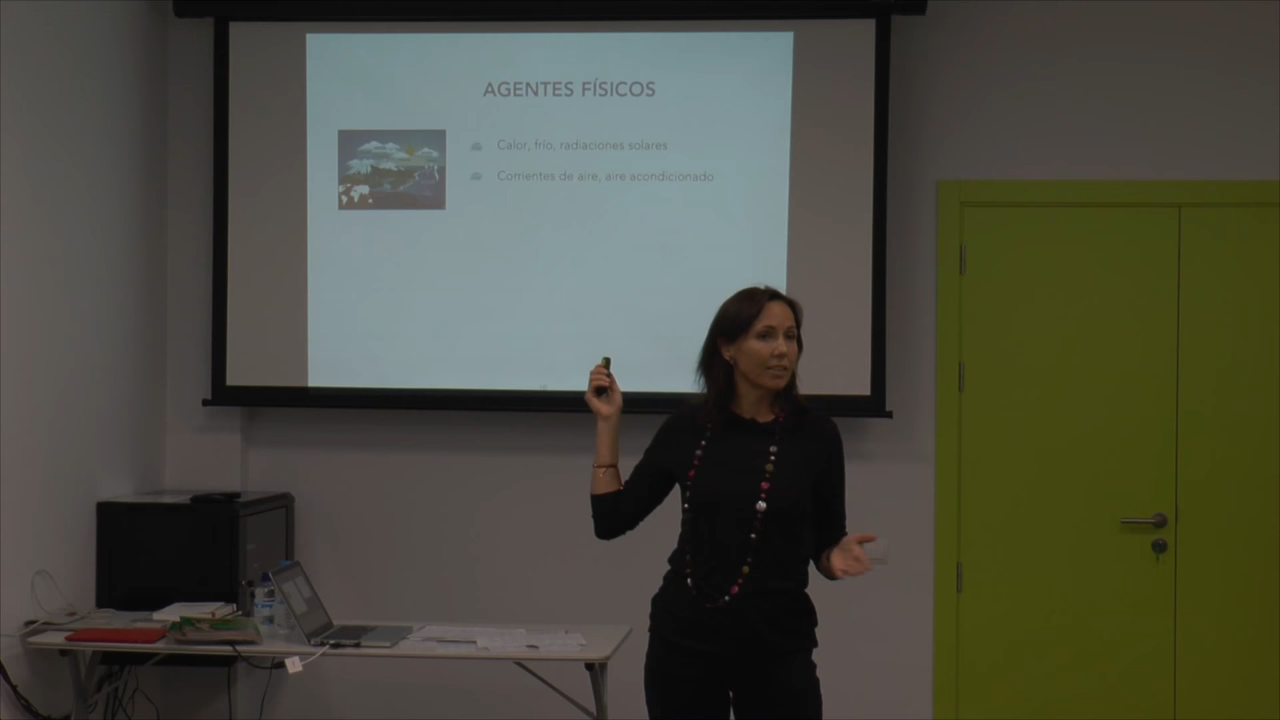 AGENTES FÍSICOS
Calor, frío, radiaciones solares
Corrientes de aire, aire acondicionado